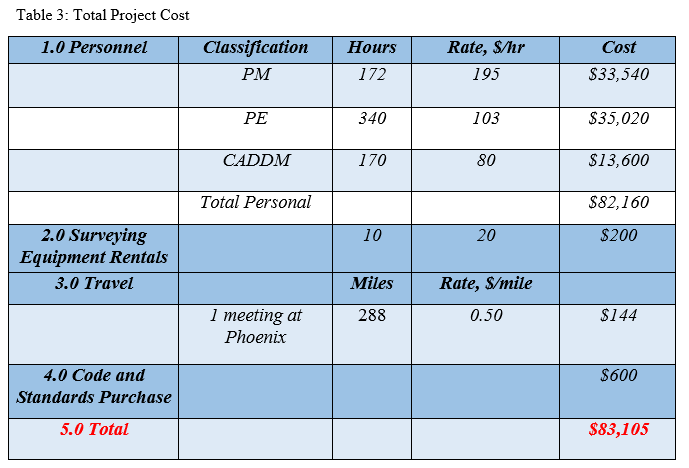 Table 3: Total Project Cost
1.0 Personnel Classification Hours Rate, $/hr Cost
PM 172 195 $33,540
PE 340 103 $35,020
CADDM 170 80 $13,600
Total Personal $82,160
2.0 Surveying
Equipment Rentals 10 20 $200
3.0 Travel Miles Rate, $/mile
1 meeting at
Phoenix 288 0.50 $144
4.0 Code and
Standards Purchase $600
5.0 Total $83,105